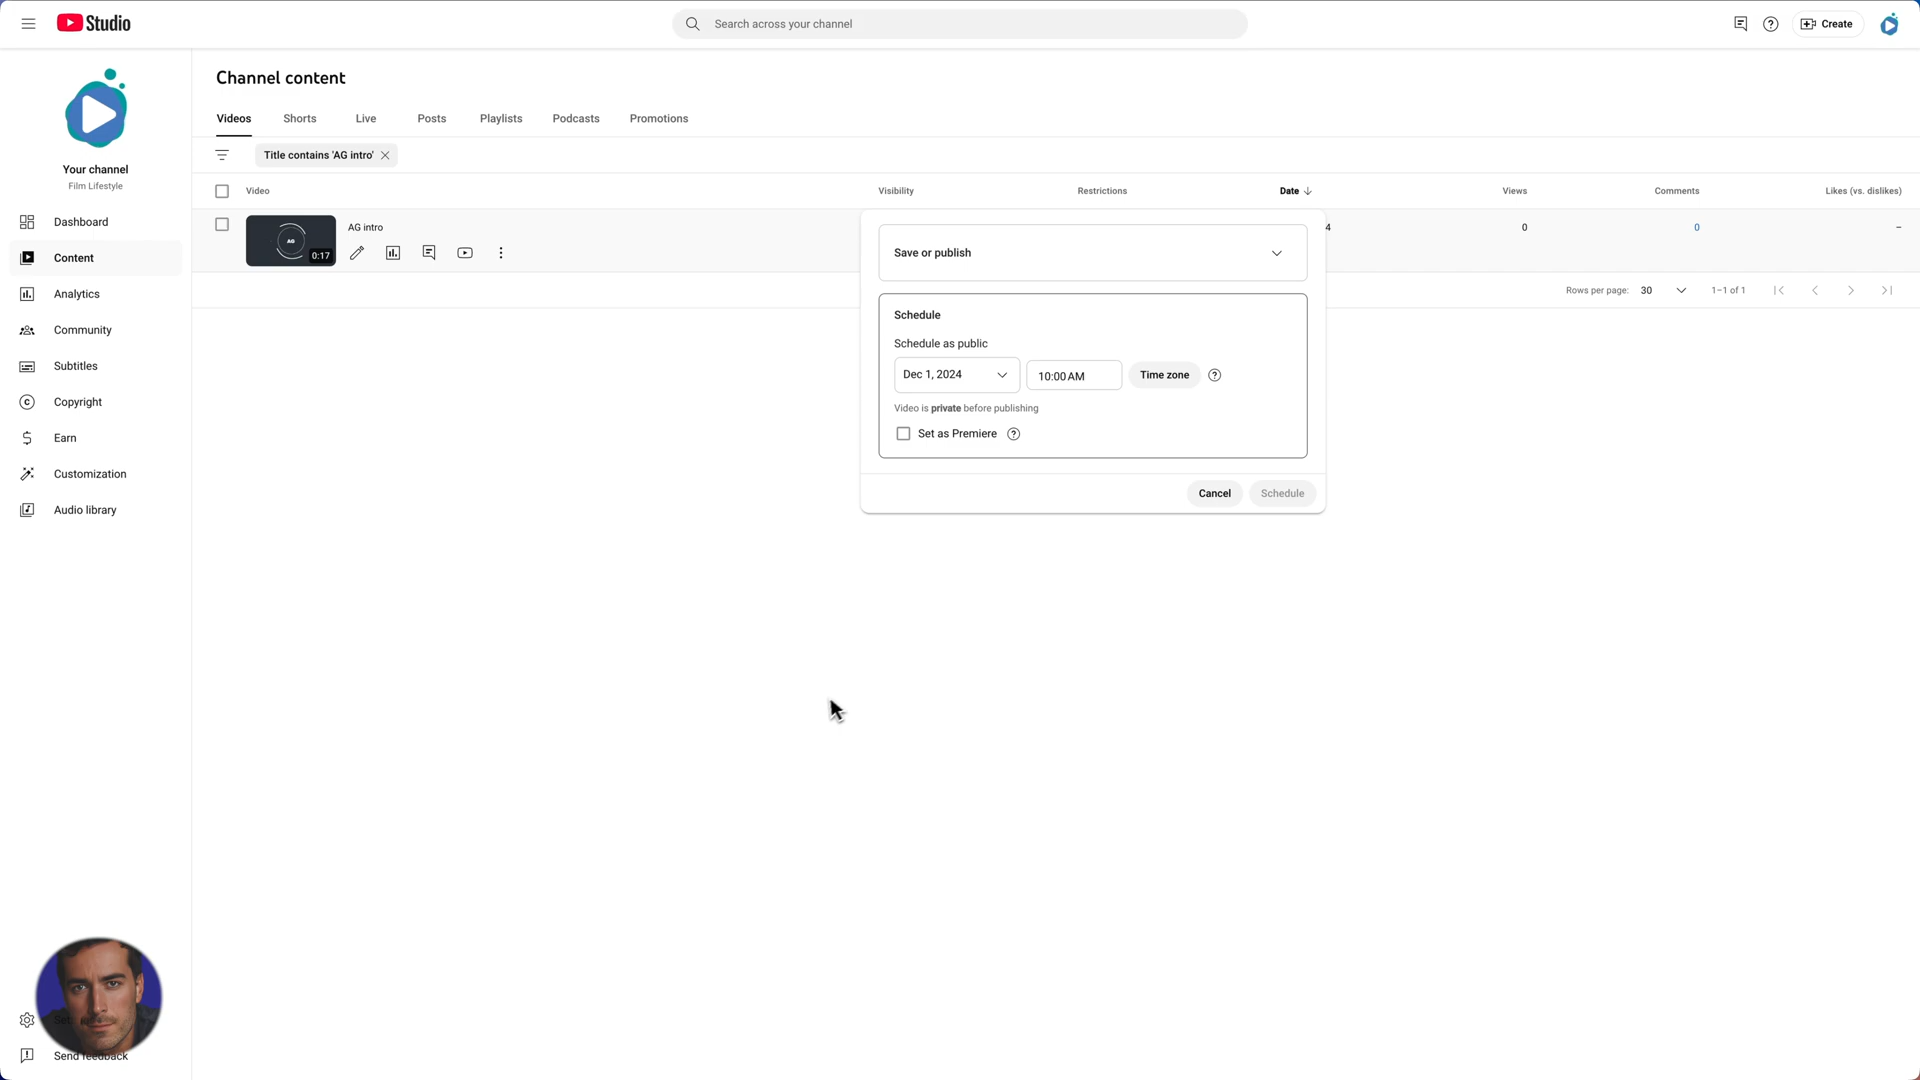 Studio
Search across your channel
Create
Channel content
Videos
Shorts
Live
Posts
Playlists
Podcasts
Promotions
Title contains 'AG intro'
Video
Visibility
Restrictions
Date
Views
Comments
Likes (vs. dislikes)
AG
0:17
AG intro
4
0
0
–
Rows per page:
30
1–1 of 1
Save or publish
Schedule
Schedule as public
Dec 1, 2024
10:00 AM
Time zone
Video is private before publishing
Set as Premiere
Cancel
Schedule
Your channel
Film Lifestyle
Dashboard
Content
Analytics
Community
Subtitles
Copyright
Earn
Customization
Audio library
Send feedback